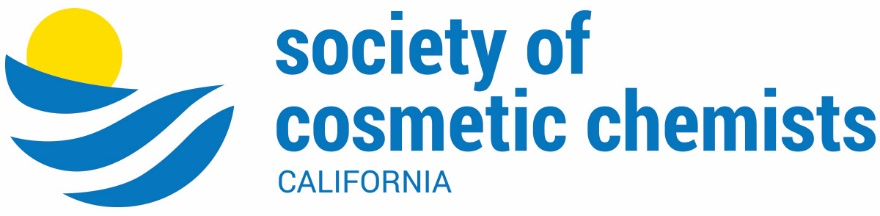 society of
cosmetic chemists
CALIFORNIA